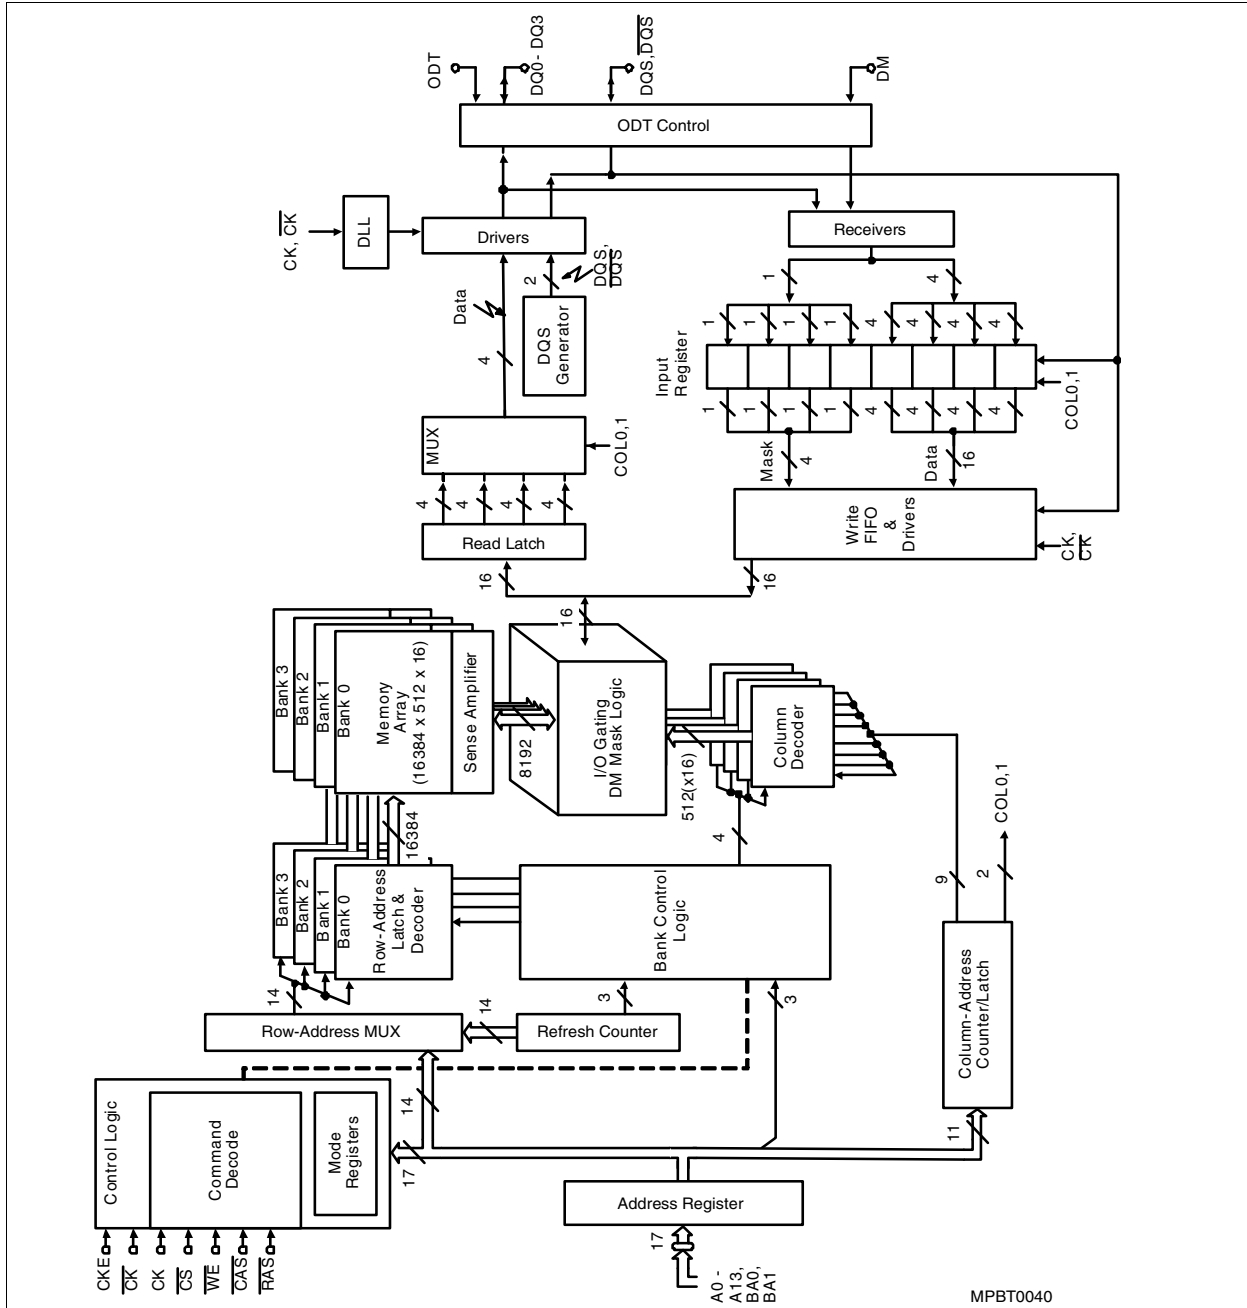 ODT
DQ0 - DQ3
DQS, DQS
DM
ODT Control
CK, CK
DLL
Drivers
Receivers
Data
4
2
DQS,
DQS
DQS
Generator
1
4
1
1
1
1
4
4
4
4
Input
Register
COL0,1
1
1
1
1
4
4
4
4
Mask
4
Data
16
MUX
COL0,1
4
4
4
4
Read Latch
Write
FIFO
&
Drivers
CK,
CK
16
16
16
Bank 3
Bank 2
Bank 1
Bank 0
Memory
Array
(16384 x 512 x 16)
Sense Amplifier
8192
I/O Gating
DM Mask Logic
512(x16)
Column
Decoder
16384
4
9
2
COL0,1
Bank 3
Bank 2
Bank 1
Bank 0
Row-Address
Latch &
Decoder
Bank Control
Logic
14
3
3
Row-Address MUX
14
Refresh Counter
Column-Address
Counter/Latch
Control Logic
Command
Decode
Mode
Registers
14
17
11
Address Register
17
CKE
CK
CK
CS
WE
CAS
RAS
A0 -
A13,
BA0,
BA1
MPBT0040